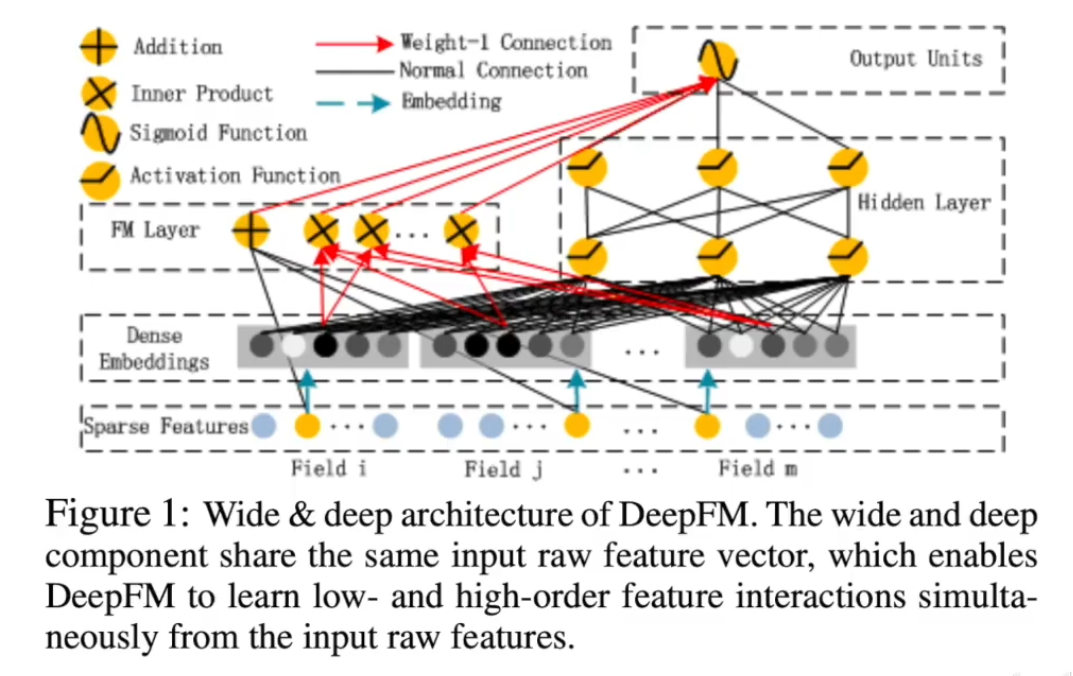 Addition
Weight-1 Connection
Normal Connection
Output Units
Inner Product
Embedding
Sigmoid Function
Activation Function
Hidden Layer
FM Layer
...
Dense
Embeddings
...
Sparse Features
...
...
...
...
Field i
Field j
...
Field m
Figure 1: Wide & deep architecture of DeepFM. The wide and deep
component share the same input raw feature vector, which enables
DeepFM to learn low- and high-order feature interactions simulta-
neously from the input raw features.